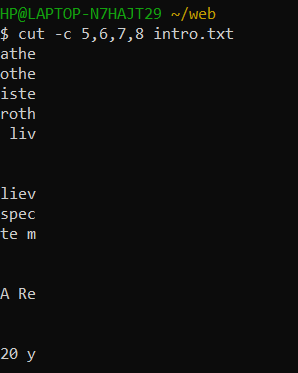 HP@LAPTOP-N7HAJT29 ~/web
$ cut -c 5,6,7,8 intro.txt
athe
othe
iste
roth
 liv
liev
spec
te m
A Re
20 y